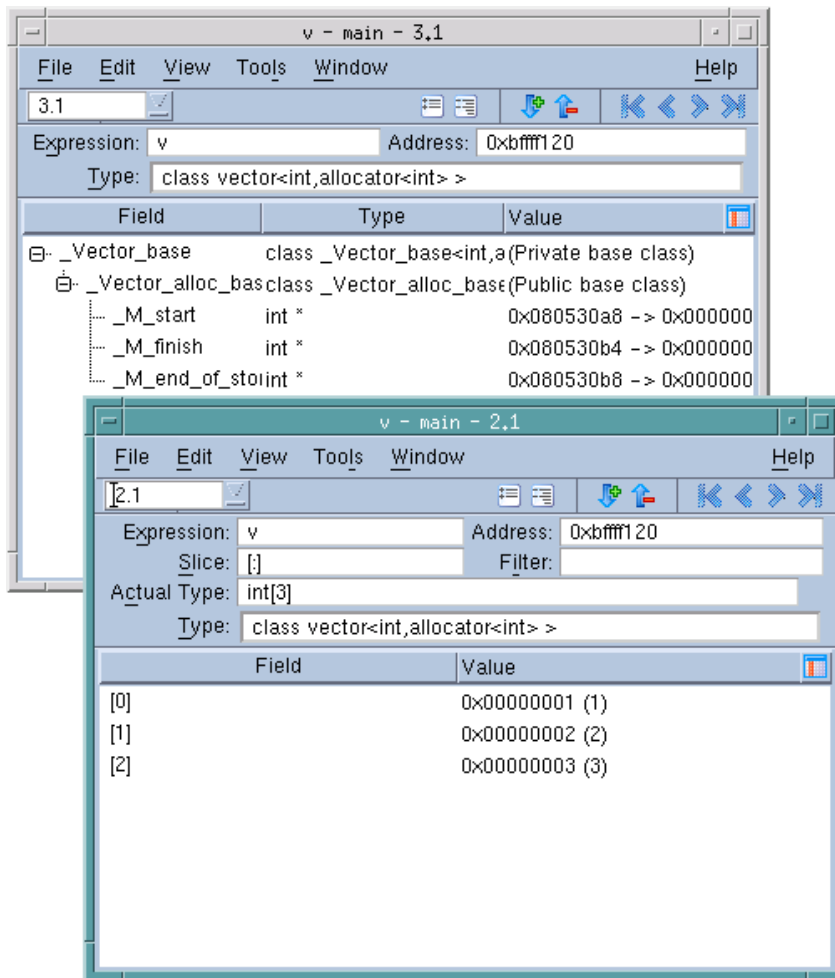 v - main - 3.1
File Edit View Tools Window Help
3.1
Expression: v Address: 0xbffff120
Type: class vector<int,allocator<int> >
Field Type Value
_Vector_base class _Vector_base<int,a(Private base class)
_Vector_alloc_bas class _Vector_alloc_base(Public base class)
_M_start int * 0x080530a8 -> 0x000000
_M_finish int * 0x080530b4 -> 0x000000
_M_end_of_stor int * 0x080530b8 -> 0x000000
v - main - 2.1
File Edit View Tools Window Help
2.1
Expression: v Address: 0xbffff120
Slice: [:] Filter:
Actual Type: int[3]
Type: class vector<int,allocator<int> >
Field Value
[0] 0x00000001 (1)
[1] 0x00000002 (2)
[2] 0x00000003 (3)